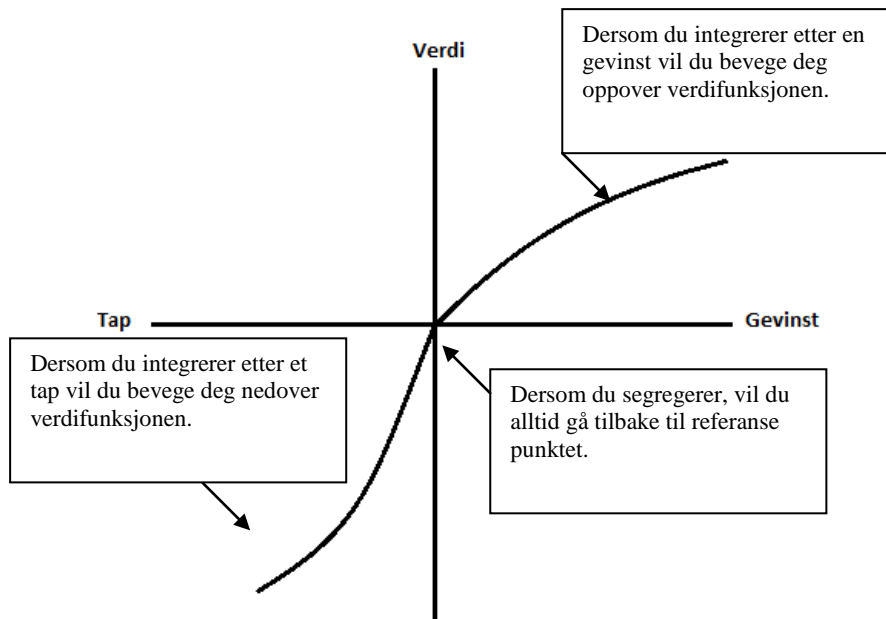 Verdi
Dersom du integrerer etter en
gevinst vil du bevege deg
oppover verdifunksjonen.
Tap
Gevinst
Dersom du integrerer etter et
tap vil du bevege deg nedover
verdifunksjonen.
Dersom du segregerer, vil du
alltid gå tilbake til referanse
punktet.